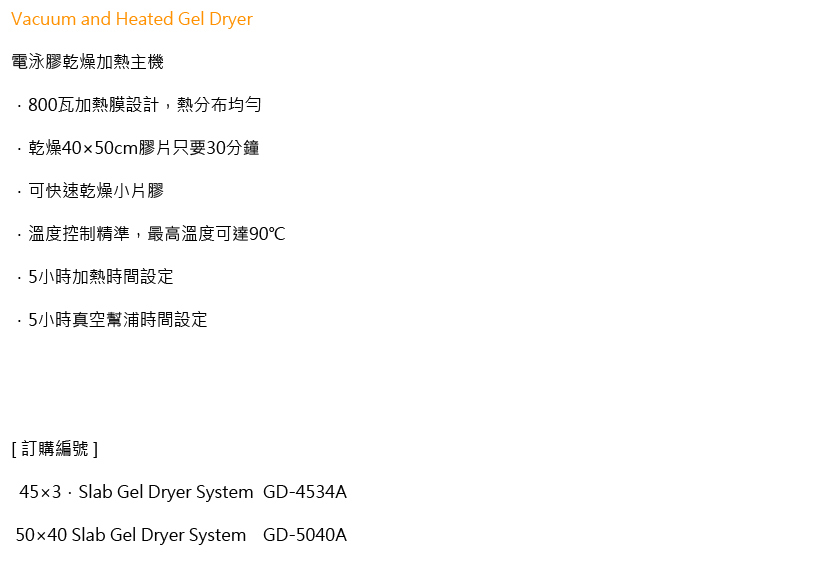 Vacuum and Heated Gel Dryer
電泳膠乾燥加熱主機
．800瓦加熱膜設計，熱分布均勻
．乾燥40×50cm膠片只要30分鐘
．可快速乾燥小片膠
．溫度控制精準，最高溫度可達90℃
．5小時加熱時間設定
．5小時真空幫浦時間設定
[ 訂購編號 ]
45×3．Slab Gel Dryer System GD-4534A
50×40 Slab Gel Dryer System GD-5040A